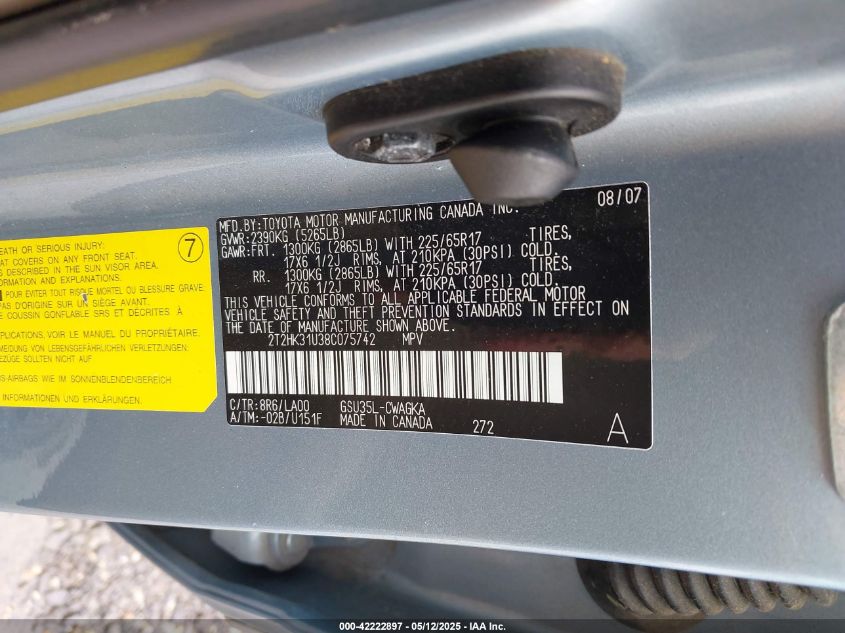 ⑦
EATH OR SERIOUS INJURY:
AT COVERS ON ANY FRONT SEAT.
S DESCRIBED IN THE SUN VISOR AREA.
FORMATION AND EXPLANATIONS.
POUR ÉVITER TOUT RISQUE MORTEL OU BLESSURE GRAVE.
PAS D'ORIGINE SUR UN SIÈGE AVANT.
E COUSSIN GONFLABLE SRS ET DÉCRITES À
PPLICATIONS, VOIR LE MANUEL DU PROPRIÉTAIRE.
MEIDUNG VON LEBENSGEFÄHRLICHEN VERLETZUNGEN.
SSEN NICHT AUF
S-AIRBAGS WIE IM SONNENBLENDENBEREICH
INFORMATIONEN UND ERKLÄRUNGEN.
MFD.BY:TOYOTA MOTOR MANUFACTURING CANADA INC. 08/07
GVWR:2390KG (5265LB)
GAWR:FRT. 1300KG (2865LB) WITH 225/65R17 TIRES,
17X6 1/2J RIMS, AT 210KPA (30PSI) COLD.
RR. 1300KG (2865LB) WITH 225/65R17 TIRES,
17X6 1/2J RIMS, AT 210KPA (30PSI) COLD.
THIS VEHICLE CONFORMS TO ALL APPLICABLE FEDERAL MOTOR
VEHICLE SAFETY AND THEFT PREVENTION STANDARDS IN EFFECT ON
THE DATE OF MANUFACTURE SHOWN ABOVE.
2T2HK31U38C075742 MPV
C/TR:8R6/LA00 GSU35L-CWAGKA
A/TM:-02B/U151F MADE IN CANADA 272 A
000-42222897 - 05/12/2025 - IAA Inc.